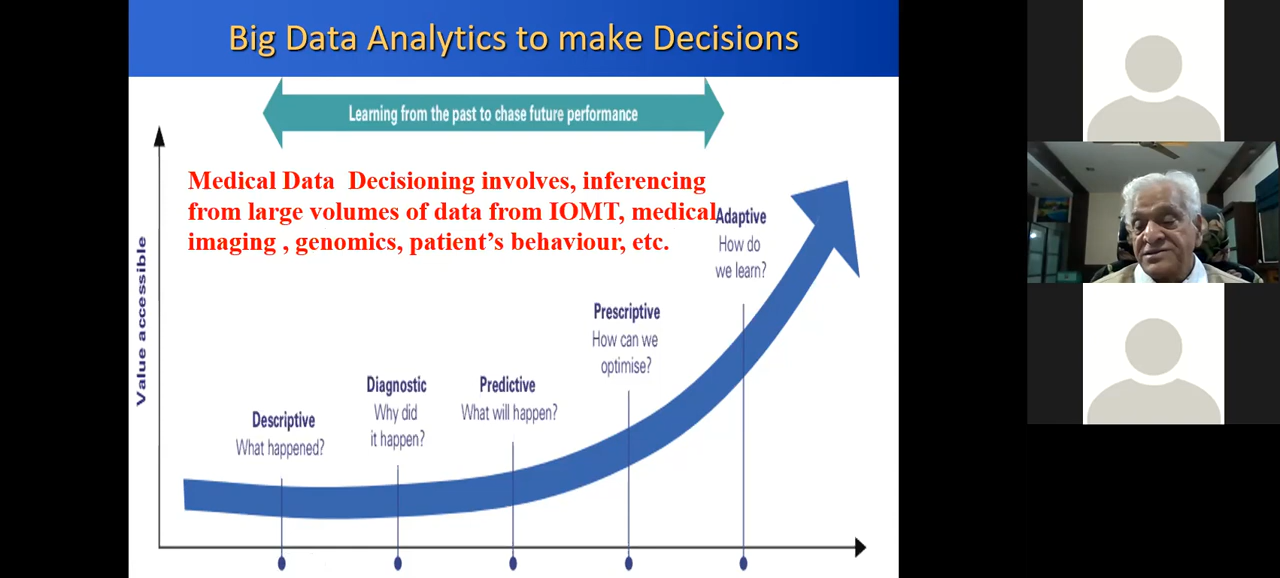 Big Data Analytics to make Decisions
Learning from the past to chase future performance
Medical Data  Decisioning involves, inferencing
from large volumes of data from IOMT, medical
imaging , genomics, patient's behaviour, etc.
Value accessible
Descriptive
What happened?
Diagnostic
Why did
it happen?
Predictive
What will happen?
Prescriptive
How can we
optimise?
Adaptive
How do
we learn?